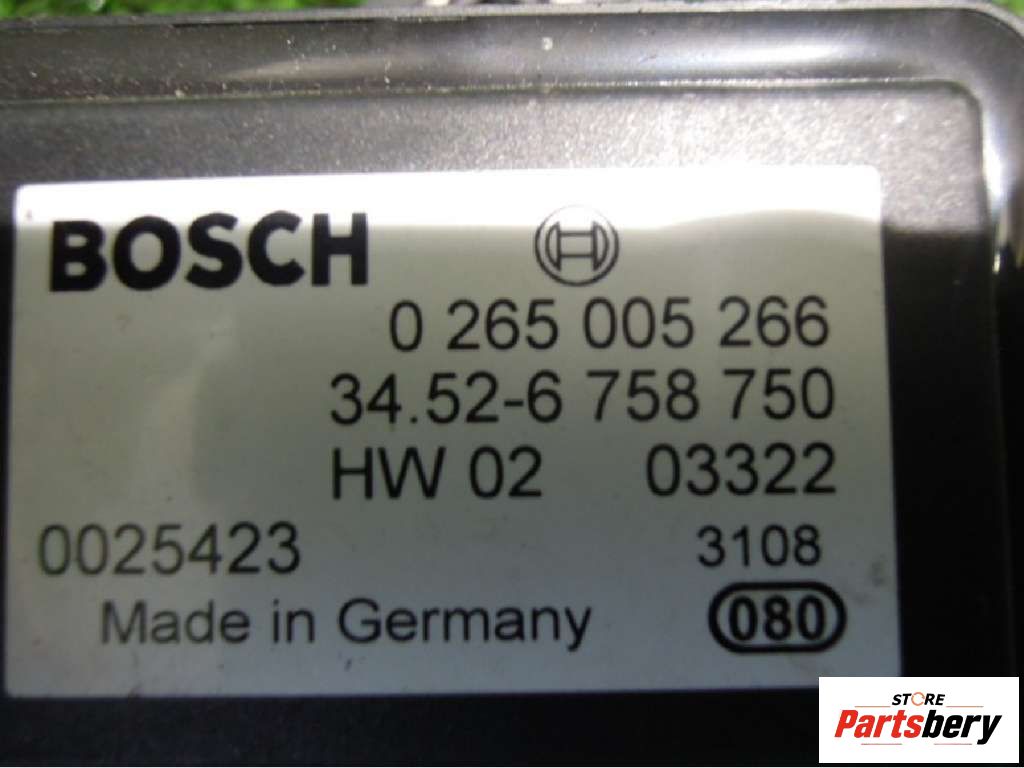 BOSCH
0 265 005 266
34.52-6 758 750
HW 02 03322
0025423 3108
Made in Germany 080
STORE
Partsbery